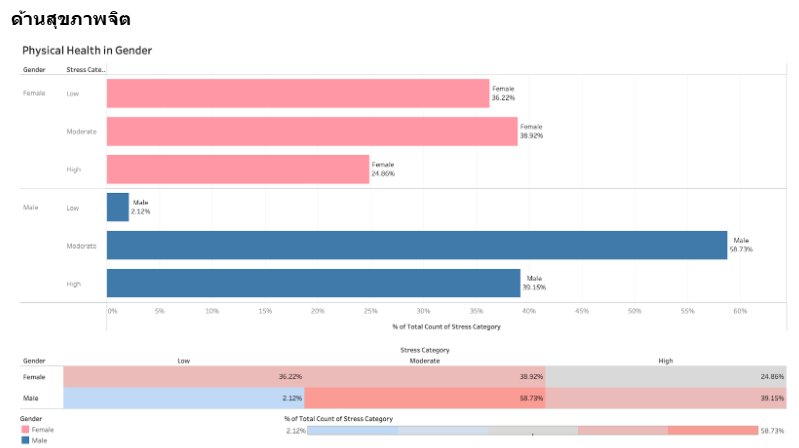 ด้านสุขภาพจิต
Physical Health in Gender
Gender Stress Cate..
Female Low Female
36.22%
Moderate Female
38.92%
High Female
24.86%
Male Low Male
2.12%
Moderate Male
58.73%
High Male
39.15%
0% 5% 10% 15% 20% 25% 30% 35% 40% 45% 50% 55% 60%
% of Total Count of Stress Category
Stress Category
Gender Low Moderate High
Female 36.22% 38.92% 24.86%
Male 2.12% 58.73% 39.15%
Gender % of Total Count of Stress Category
Female 2.12% 58.73%
Male